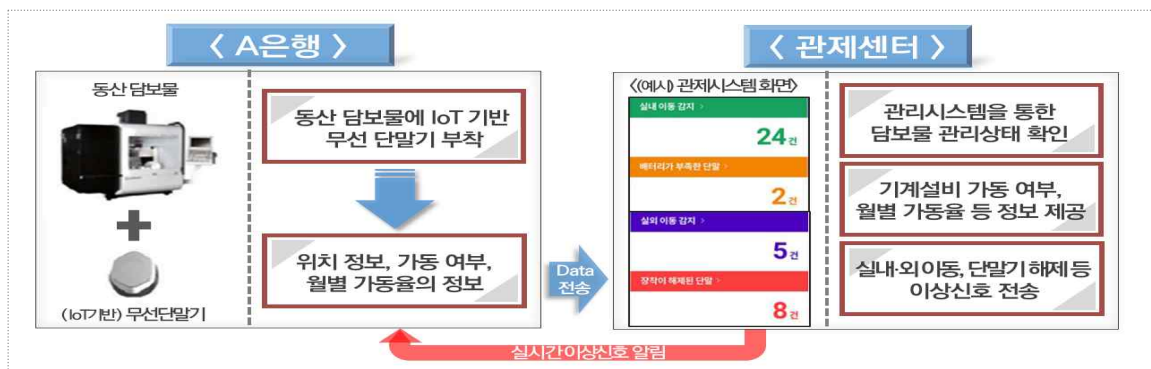 〈 A은행 〉
동산 담보물
(IoT기반) 무선단말기
동산 담보물에 IoT 기반
무선 단말기 부착
위치 정보, 가동 여부,
월별 가동율의 정보
Data
전송
〈 관제센터 〉
〈(예시) 관제시스템 화면〉
실내 이동 감지 >
24건
배터리가 부족한 단말 >
2건
실외 이동 감지 >
5건
장착이 해제된 단말 >
8건
관리시스템을 통한
담보물 관리상태 확인
기계설비 가동 여부,
월별 가동율 등 정보 제공
실내·외 이동, 단말기 해제 등
이상신호 전송
실시간 이상신호 알림